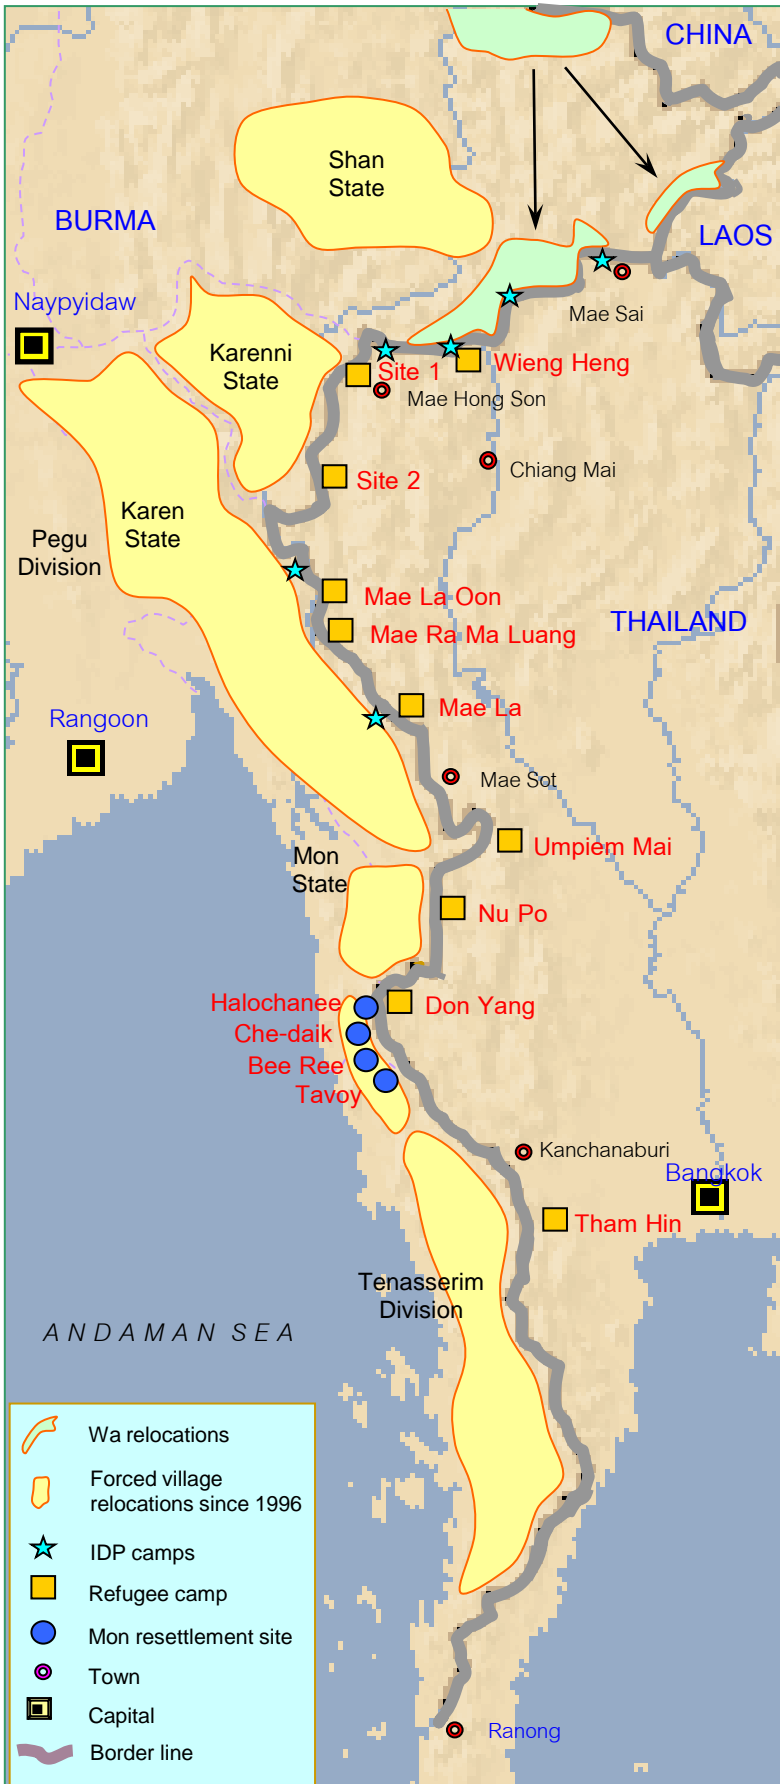 CHINA
Shan
State
BURMA
LAOS
Naypyidaw
Mae Sai
Karenni
State
Site 1
Wieng Heng
Mae Hong Son
Chiang Mai
Site 2
Karen
State
Pegu
Division
Mae La Oon
THAILAND
Mae Ra Ma Luang
Mae La
Rangoon
Mae Sot
Umpiem Mai
Mon
State
Nu Po
Halochanee
Don Yang
Che-daik
Bee Ree
Tavoy
Kanchanaburi
Bangkok
Tham Hin
Tenasserim
Division
ANDAMAN SEA
Wa relocations
Forced village
relocations since 1996
IDP camps
Refugee camp
Mon resettlement site
Town
Capital
Border line
Ranong